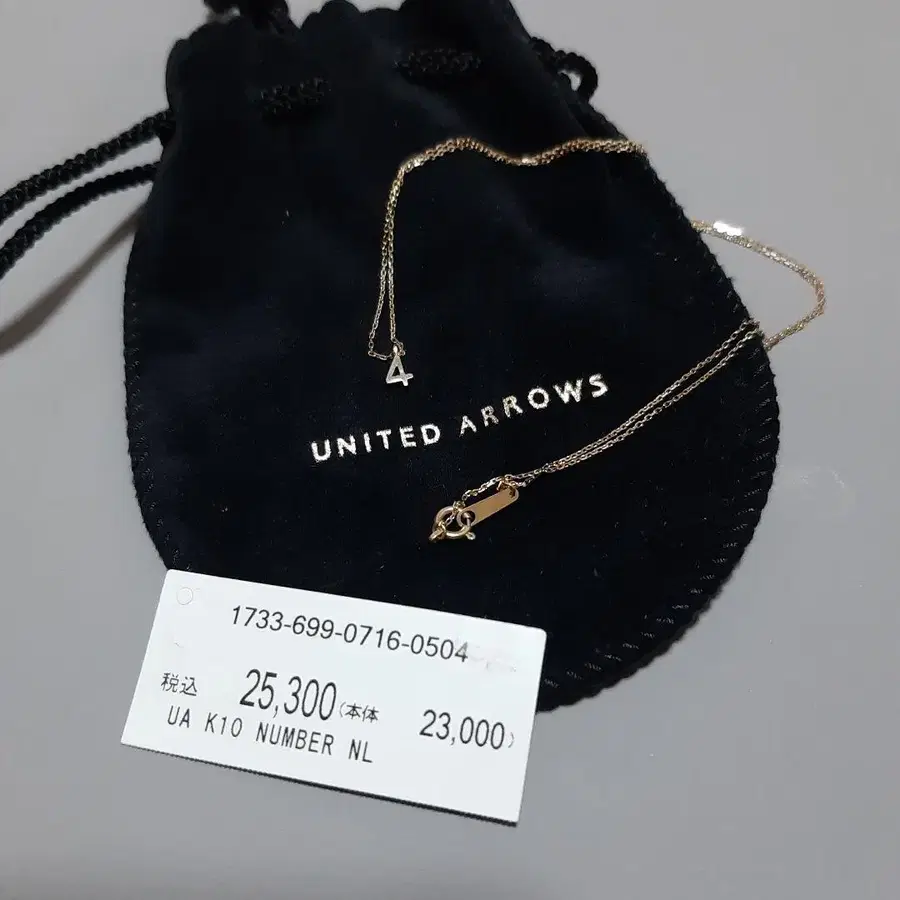 4
UNITED ARROWS
1733-699-0716-0504
税込 25,300(本体 23,000)
UA K10 NUMBER NL